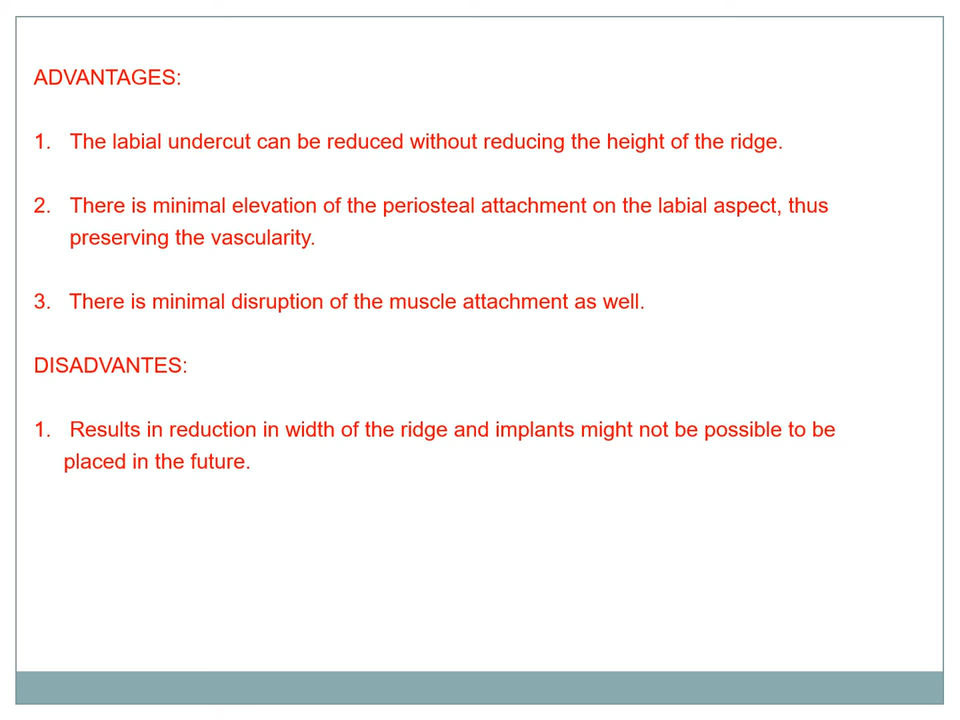 ADVANTAGES:
1. The labial undercut can be reduced without reducing the height of the ridge.
2. There is minimal elevation of the periosteal attachment on the labial aspect, thus
preserving the vascularity.
3. There is minimal disruption of the muscle attachment as well.
DISADVANTES:
1. Results in reduction in width of the ridge and implants might not be possible to be
placed in the future.